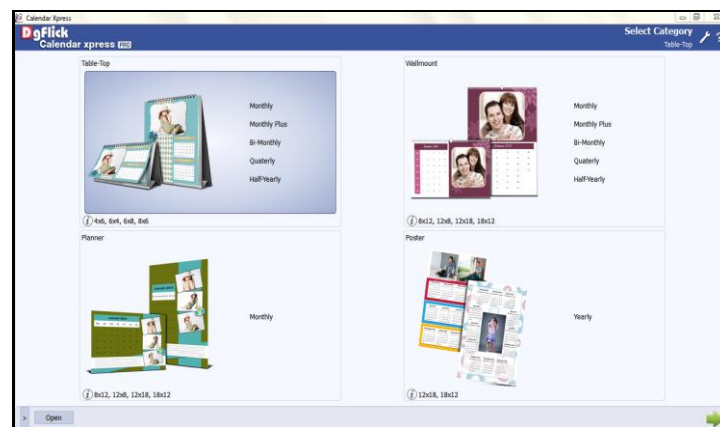 Calendar Xpress
DgFlick
Calendar xpress PRO
Select Category
Table-Top
Table-Top
Monthly
Monthly Plus
Bi-Monthly
Quaterly
Half-Yearly
4x6, 6x4, 6x8, 8x6
Wallmount
Monthly
Monthly Plus
Bi-Monthly
Quaterly
Half-Yearly
8x12, 12x8, 12x18, 18x12
Planner
Monthly
8x12, 12x8, 12x18, 18x12
Poster
Yearly
12x18, 18x12
> Open